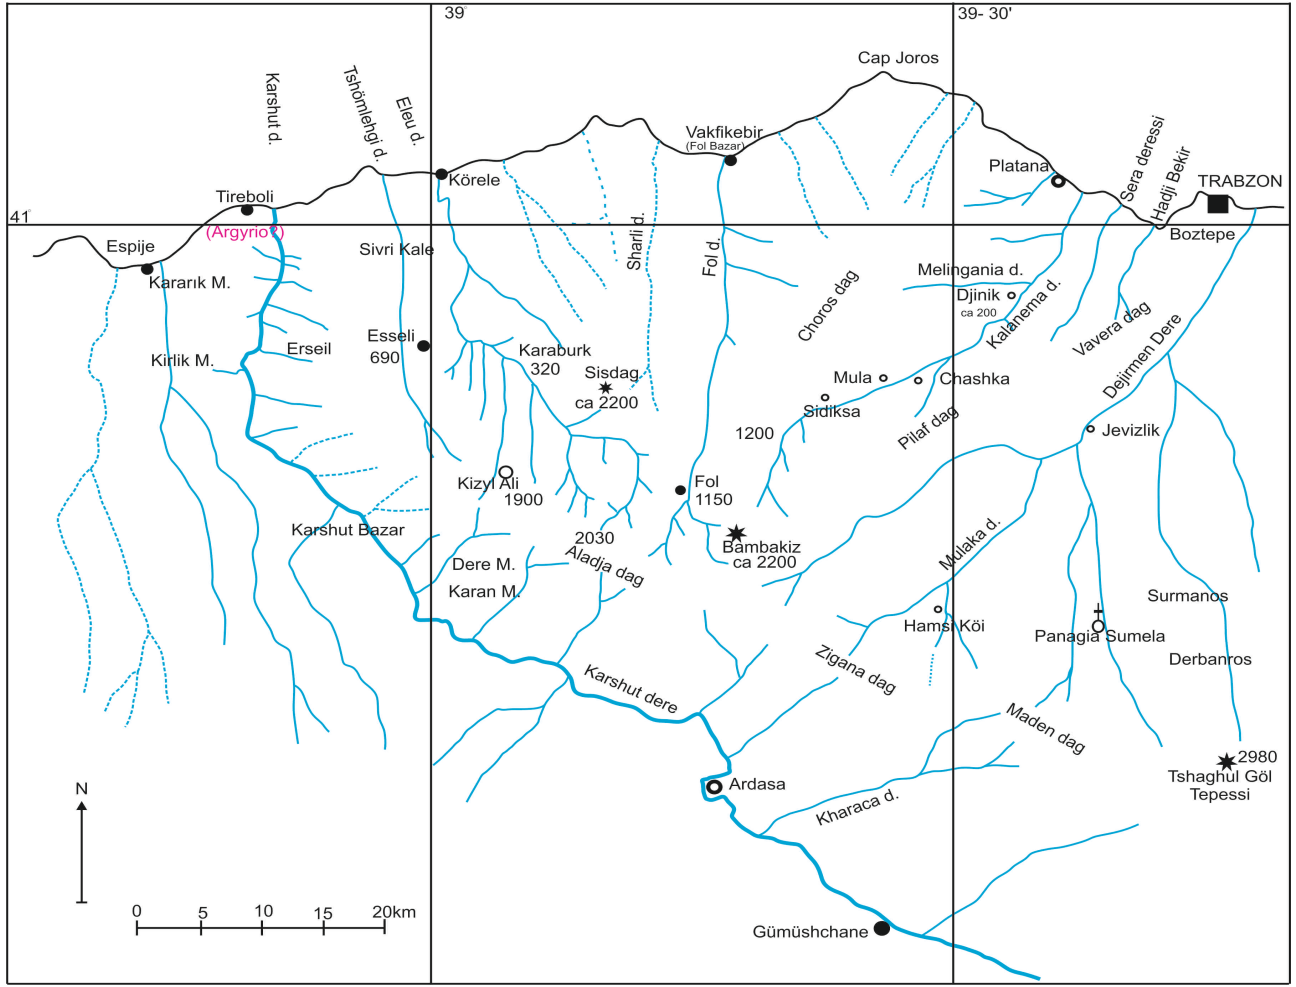 39°
39- 30'
Cap Joros
Karshut d.
Tshömlehgi d.
Eleu d.
Vakfikebir
(Fol Bazar)
Platana
Sera deressi
Hadji Bekir
TRABZON
Körele
Tireboli
41°
(Argyrio?)
Boztepe
Espije
Sivri Kale
Sharli d.
Fol d.
Kararık M.
Choros dag
Melingania d.
Djinik
ca 200
Kalanema d.
Vavera dag
Dejirmen Dere
Esseli
690
Erseil
Kirlik M.
Karaburk
320
Sisdag
ca 2200
Mula
Chashka
Sidiksa
Pilaf dag
1200
Jevizlik
Kizyl Ali
1900
Fol
1150
Karshut Bazar
2030
Aladja dag
Bambakiz
ca 2200
Mulaka d.
Dere M.
Karan M.
Surmanos
Hamsi Köi
Panagia Sumela
Derbanros
Zigana dag
Karshut dere
Maden dag
2980
Tshaghul Göl
Tepessi
Ardasa
Kharaca d.
N
0 5 10 15 20km
Gümüshchane